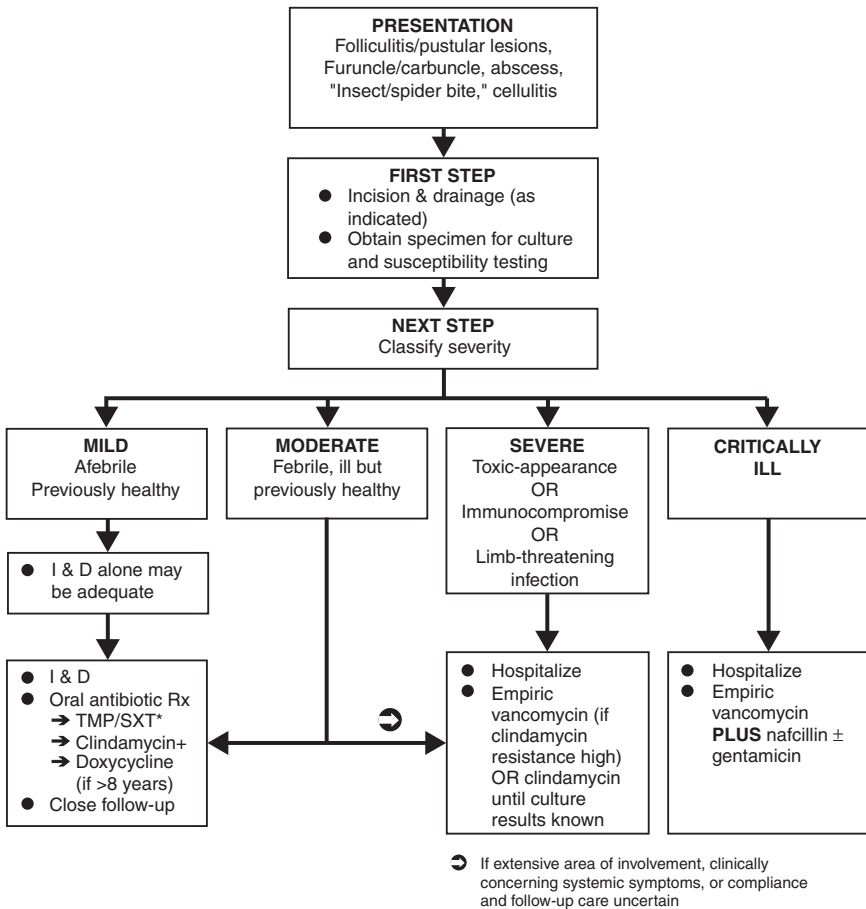 PRESENTATION
Folliculitis/pustular lesions,
Furuncle/carbuncle, abscess,
"Insect/spider bite," cellulitis
FIRST STEP
● Incision & drainage (as
indicated)
● Obtain specimen for culture
and susceptibility testing
NEXT STEP
Classify severity
MILD
Afebrile
Previously healthy
MODERATE
Febrile, ill but
previously healthy
SEVERE
Toxic-appearance
OR
Immunocompromise
OR
Limb-threatening
infection
CRITICALLY
ILL
● I & D alone may
be adequate
● I & D
● Oral antibiotic Rx
➔ TMP/SXT*
➔ Clindamycin+
➔ Doxycycline
(if >8 years)
● Close follow-up
● Hospitalize
● Empiric
vancomycin (if
clindamycin
resistance high)
OR clindamycin
until culture
results known
● Hospitalize
● Empiric
vancomycin
PLUS nafcillin ±
gentamicin
➲ If extensive area of involvement, clinically
concerning systemic symptoms, or compliance
and follow-up care uncertain